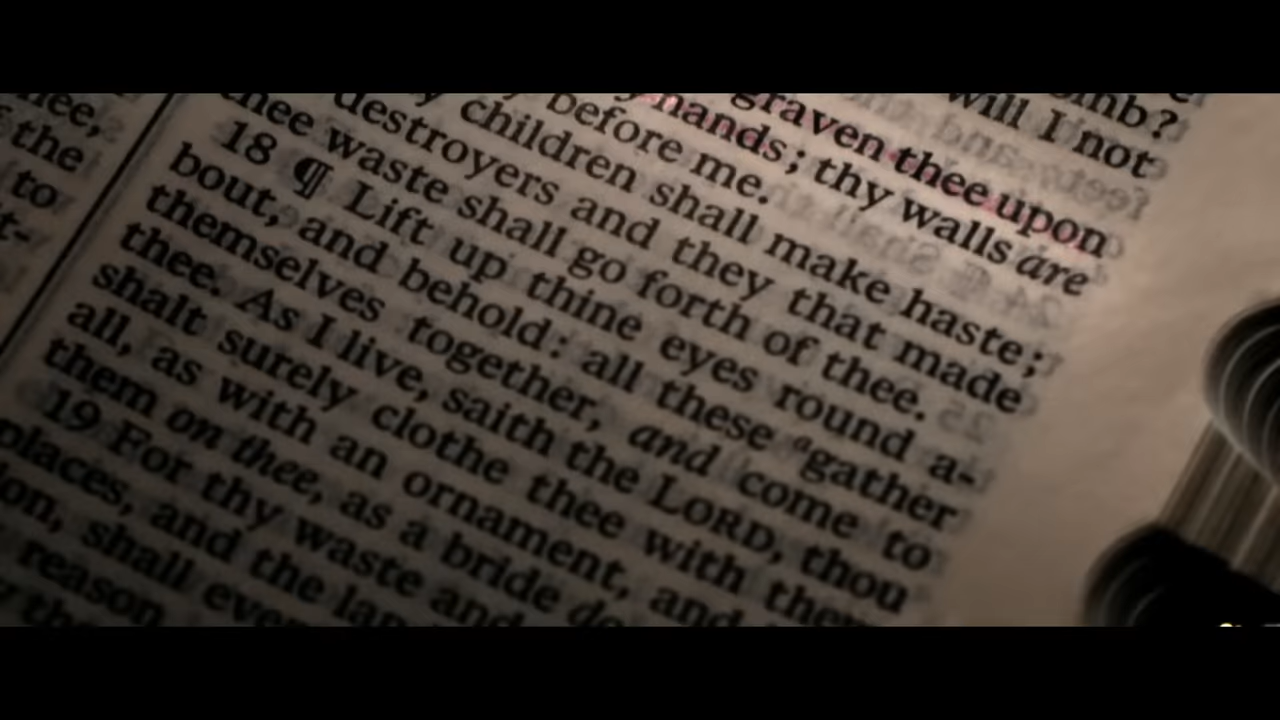 the
to
will I not
graven thee upon
hands; thy walls are
before me.
children shall make haste;
destroyers and they that made
thee waste shall go forth of thee.
18 ¶ Lift up thine eyes round a-
bout, and behold: all these ᵃgather
themselves together, and come to
thee. As I live, saith the LORD, thou
shalt surely clothe thee with them
all, as with an ornament, and
them on thee, as a bride
19 For thy waste and
places, and the
shall
reason